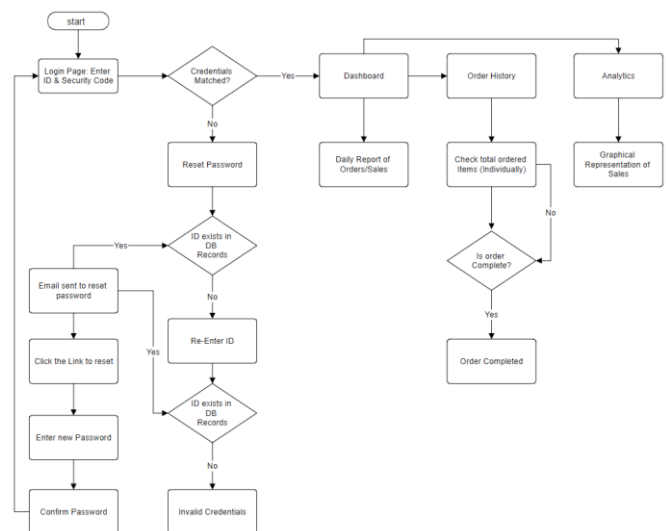 start
Login Page: Enter
ID & Security Code
Credentials
Matched?
Yes
Dashboard
Order History
Analytics
No
Reset Password
Daily Report of
Orders/Sales
Check total ordered
Items (Individually)
Graphical
Representation of
Sales
No
Yes
ID exists in
DB
Records
Is order
Complete?
Email sent to reset
password
No
Yes
Click the Link to reset
Yes
Re-Enter ID
Order Completed
Enter new Password
ID exists in
DB
Records
No
Confirm Password
Invalid Credentials